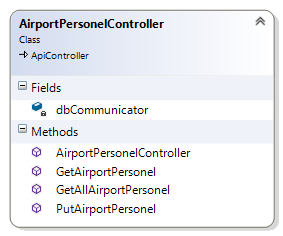 AirportPersonelController
Class
ApiController
Fields
dbCommunicator
Methods
AirportPersonelController
GetAirportPersonel
GetAllAirportPersonel
PutAirportPersonel